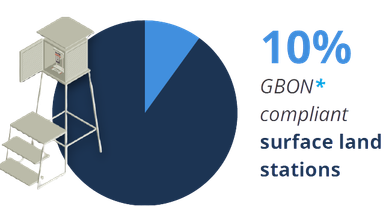 10%
GBON*
compliant
surface land
stations